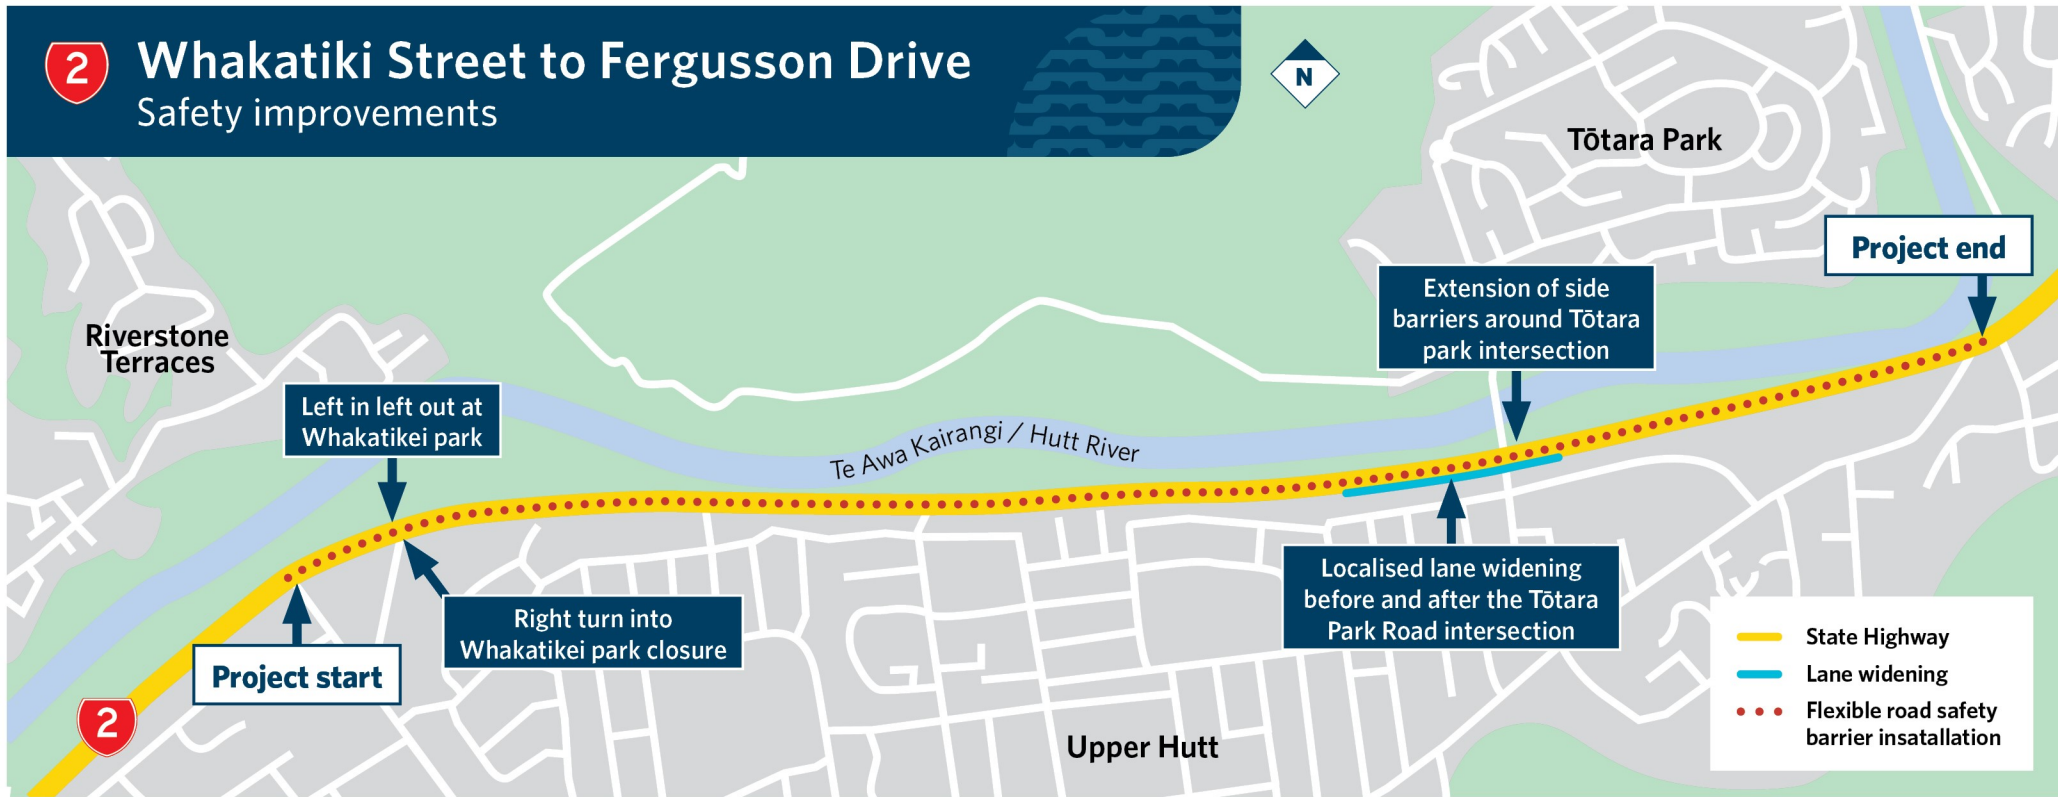 2
Whakatiki Street to Fergusson Drive
Safety improvements
N
Tōtara Park
Project end
Extension of side
barriers around Tōtara
park intersection
Riverstone
Terraces
Left in left out at
Whakatikei park
Te Awa Kairangi / Hutt River
Right turn into
Whakatikei park closure
Localised lane widening
before and after the Tōtara
Park Road intersection
Project start
2
Upper Hutt
State Highway
Lane widening
Flexible road safety
barrier insatallation